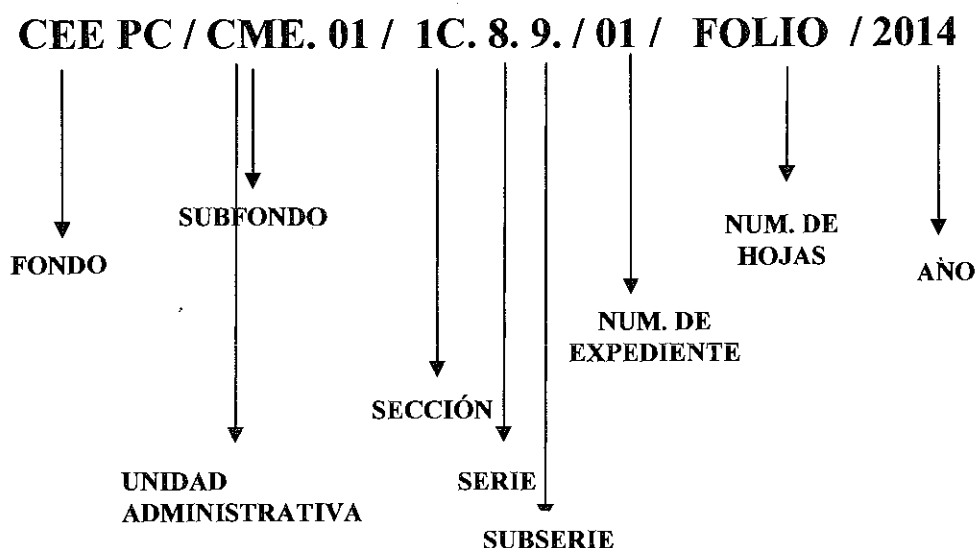 CEE PC / CME. 01 / 1C. 8. 9. / 01 / FOLIO / 2014
SUBFONDO
NUM. DE
HOJAS
FONDO
AÑO
NUM. DE
EXPEDIENTE
SECCIÓN
UNIDAD
ADMINISTRATIVA
SERIE
SUBSERIE